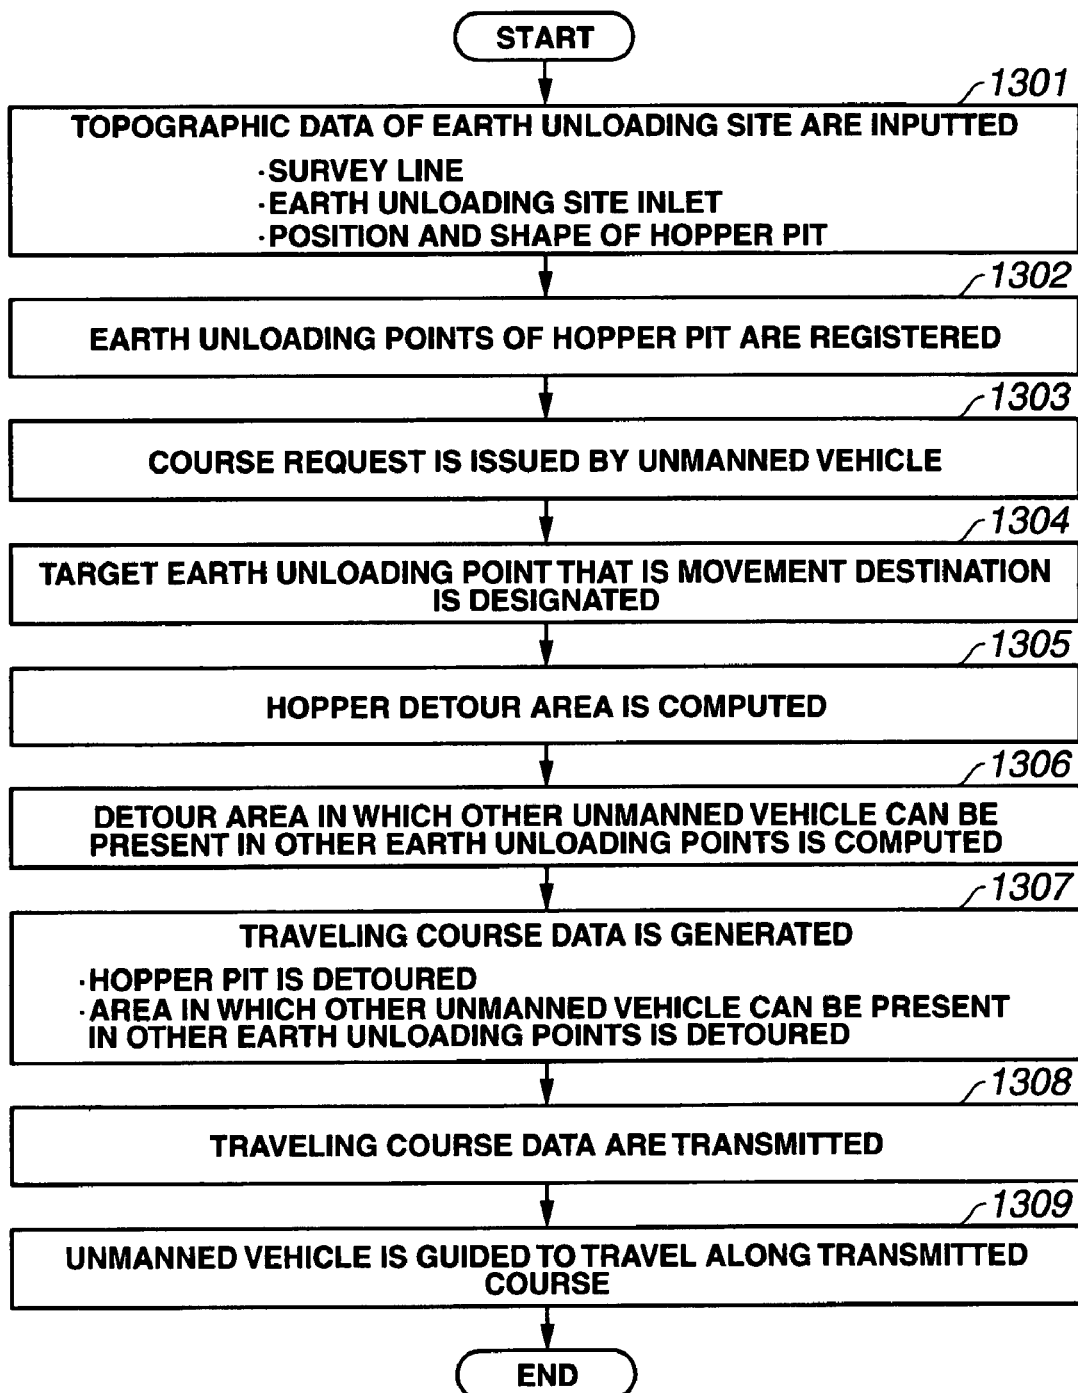 START
1301
TOPOGRAPHIC DATA OF EARTH UNLOADING SITE ARE INPUTTED
·SURVEY LINE
·EARTH UNLOADING SITE INLET
·POSITION AND SHAPE OF HOPPER PIT
1302
EARTH UNLOADING POINTS OF HOPPER PIT ARE REGISTERED
1303
COURSE REQUEST IS ISSUED BY UNMANNED VEHICLE
1304
TARGET EARTH UNLOADING POINT THAT IS MOVEMENT DESTINATION
IS DESIGNATED
1305
HOPPER DETOUR AREA IS COMPUTED
1306
DETOUR AREA IN WHICH OTHER UNMANNED VEHICLE CAN BE
PRESENT IN OTHER EARTH UNLOADING POINTS IS COMPUTED
1307
TRAVELING COURSE DATA IS GENERATED
·HOPPER PIT IS DETOURED
·AREA IN WHICH OTHER UNMANNED VEHICLE CAN BE PRESENT
IN OTHER EARTH UNLOADING POINTS IS DETOURED
1308
TRAVELING COURSE DATA ARE TRANSMITTED
1309
UNMANNED VEHICLE IS GUIDED TO TRAVEL ALONG TRANSMITTED
COURSE
END